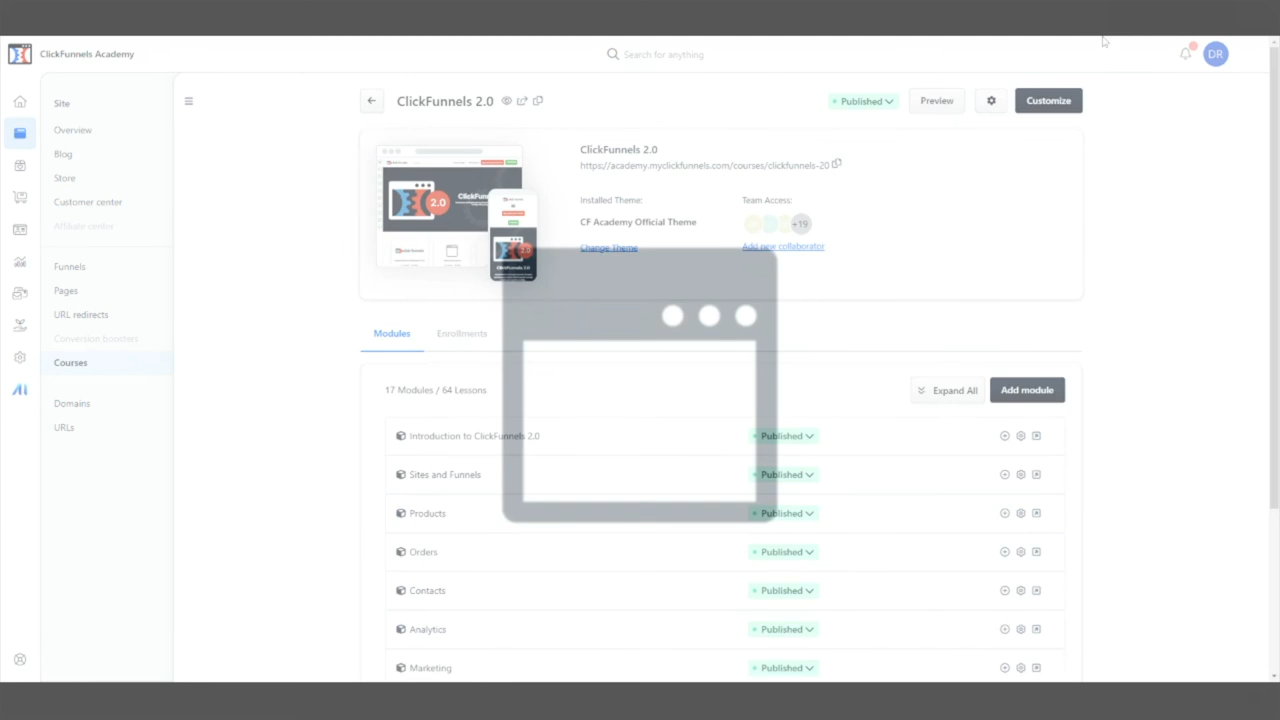 ClickFunnels Academy
Search for anything
DR
Site
Overview
Blog
Store
Customer center
Affiliate center
Funnels
Pages
URL redirects
Conversion boosters
Courses
Domains
URLs
ClickFunnels 2.0
Published
Preview
Customize
2.0
ClickFunnels 2.0
https://academy.myclickfunnels.com/courses/clickfunnels-20
Installed Theme:
CF Academy Official Theme
Change Theme
Team Access:
+19
Add new collaborator
Modules
Enrollments
17 Modules / 64 Lessons
Expand All
Add module
Introduction to ClickFunnels 2.0
Published
Sites and Funnels
Published
Products
Published
Orders
Published
Contacts
Published
Analytics
Published
Marketing
Published